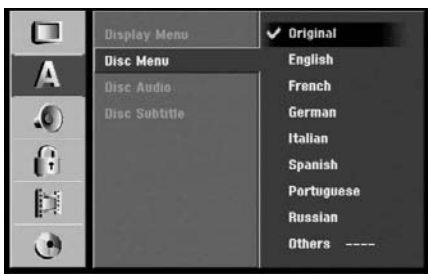 A
Display Menu
Disc Menu
Disc Audio
Disc Subtitle
Original
English
French
German
Italian
Spanish
Portuguese
Russian
Others ----